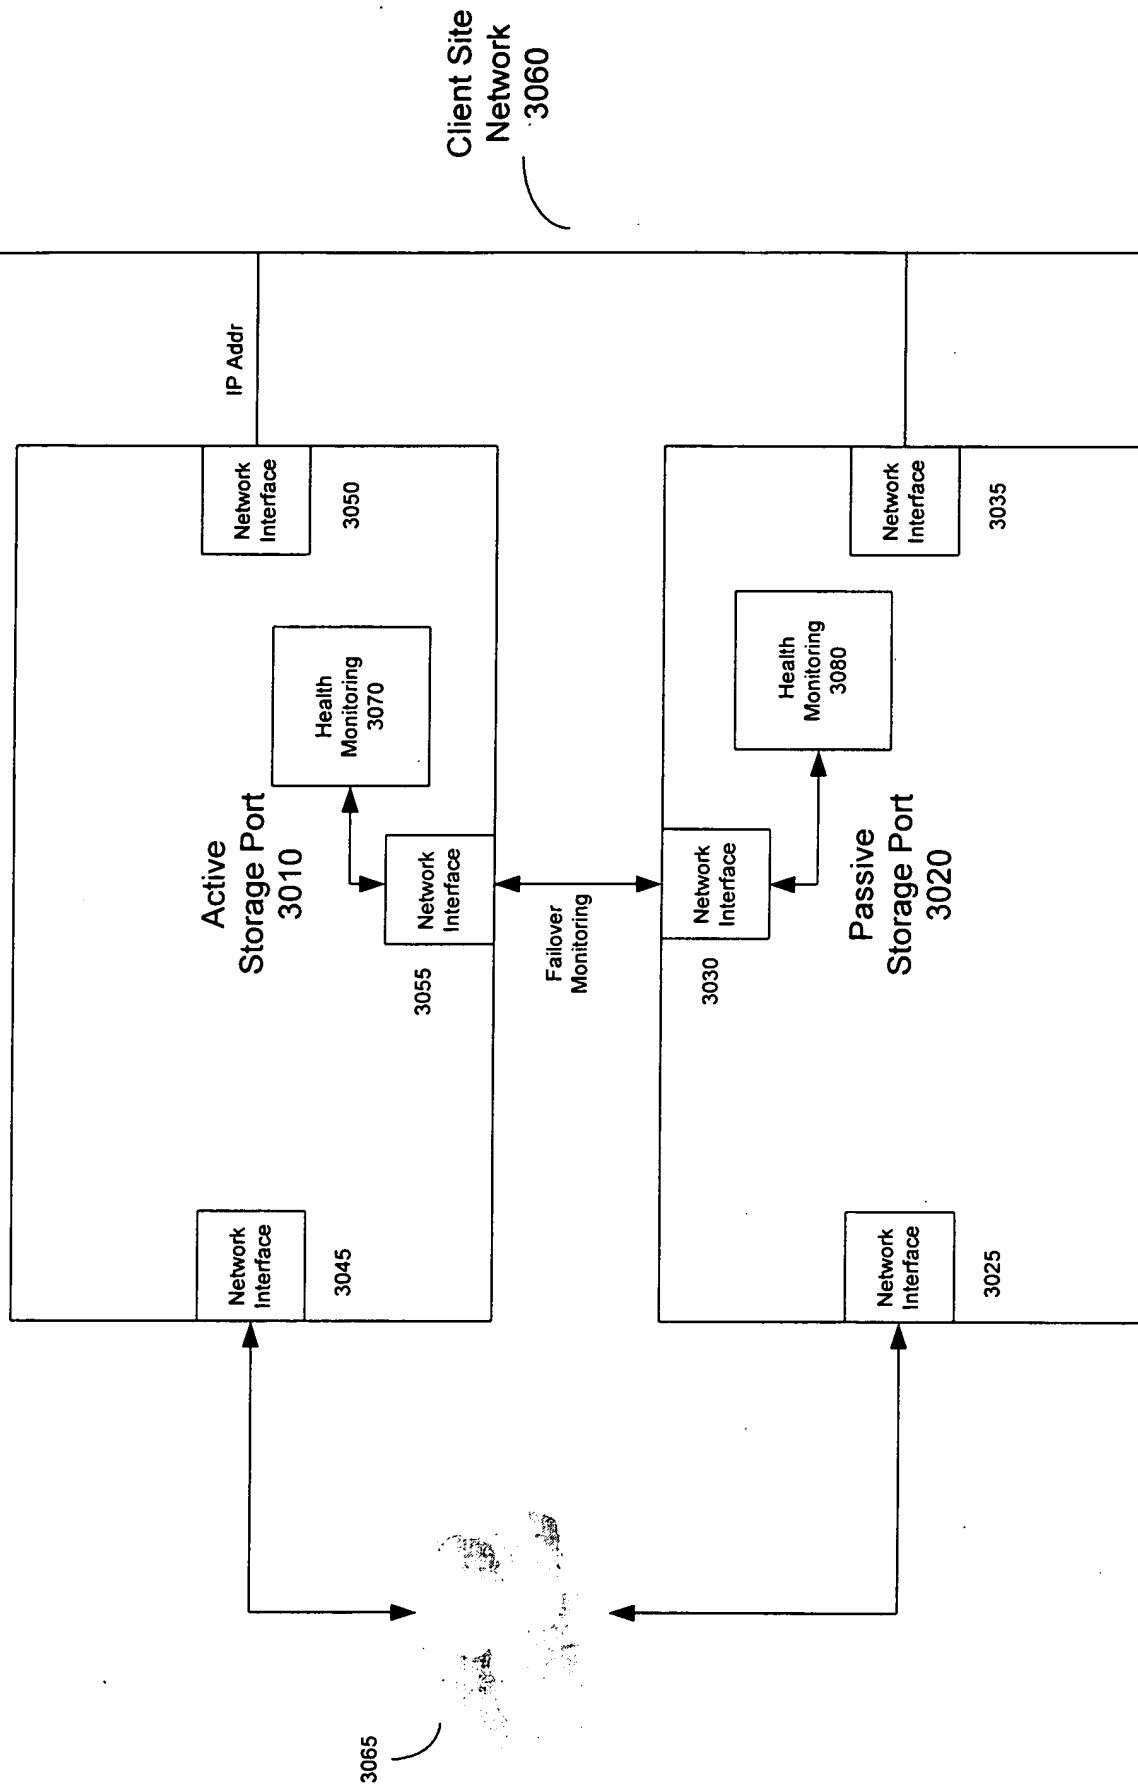 Client Site
Network
3060
IP Addr
Network
Interface
3050
Health
Monitoring
3070
Active
Storage Port
3010
Network
Interface
3055
Network
Interface
3045
Failover
Monitoring
Network
Interface
3035
Health
Monitoring
3080
Network
Interface
3030
Passive
Storage Port
3020
Network
Interface
3025
3065